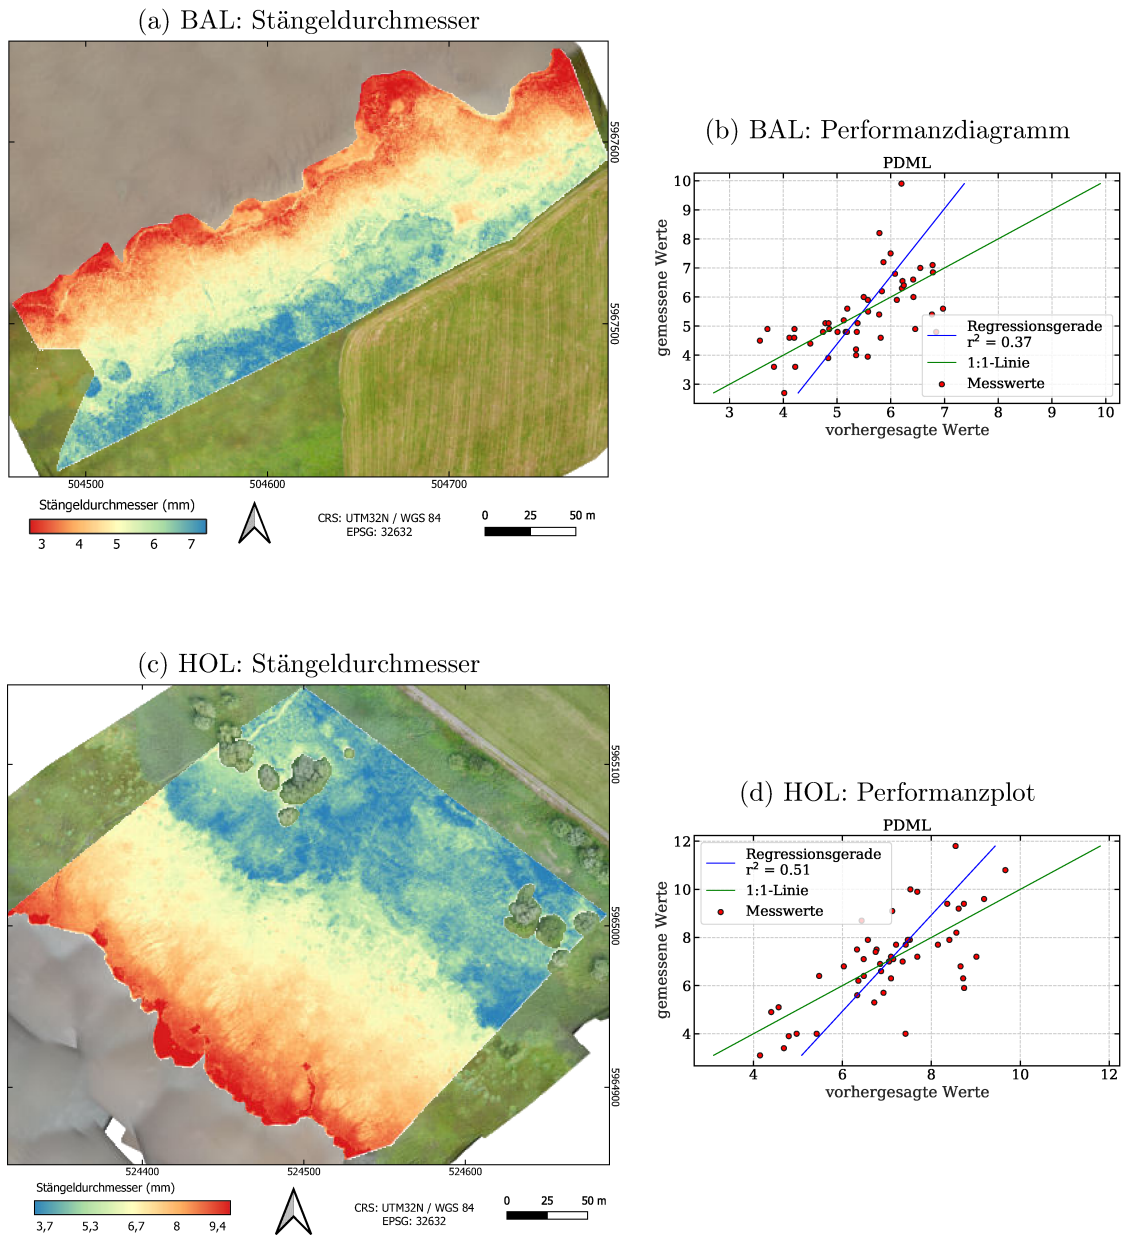 (a) BAL: Stängeldurchmesser
5967600
5967500
504500 504600 504700
Stängeldurchmesser (mm)
3 4 5 6 7
CRS: UTM32N / WGS 84
EPSG: 32632
0 25 50 m
(b) BAL: Performanzdiagramm
PDML
gemessene Werte
10
9
8
7
6
5
4
3
Regressionsgerade
r² = 0.37
1:1-Linie
Messwerte
3 4 5 6 7 8 9 10
vorhergesagte Werte
(c) HOL: Stängeldurchmesser
5965100
5965000
5964900
524400 524500 524600
Stängeldurchmesser (mm)
3,7 5,3 6,7 8 9,4
CRS: UTM32N / WGS 84
EPSG: 32632
0 25 50 m
(d) HOL: Performanzplot
PDML
gemessene Werte
12
10
8
6
4
Regressionsgerade
r² = 0.51
1:1-Linie
Messwerte
4 6 8 10 12
vorhergesagte Werte